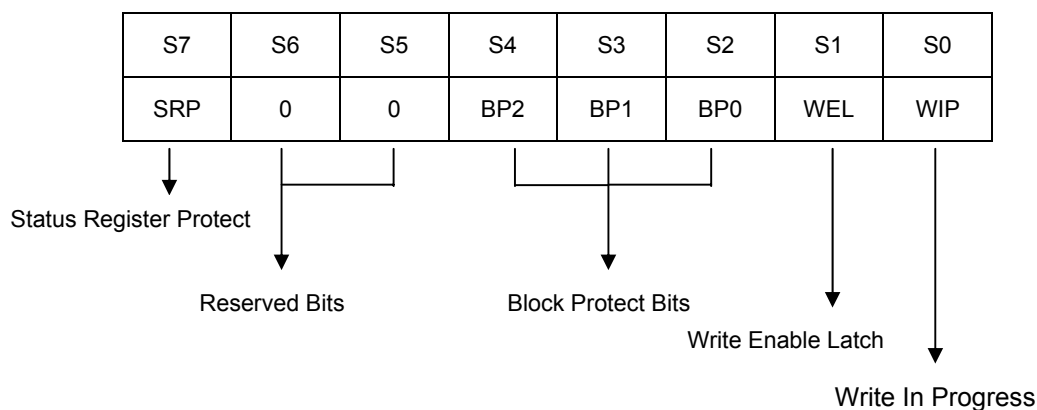 S7 S6 S5 S4 S3 S2 S1 S0
SRP 0 0 BP2 BP1 BP0 WEL WIP
Status Register Protect
Reserved Bits Block Protect Bits
Write Enable Latch
Write In Progress